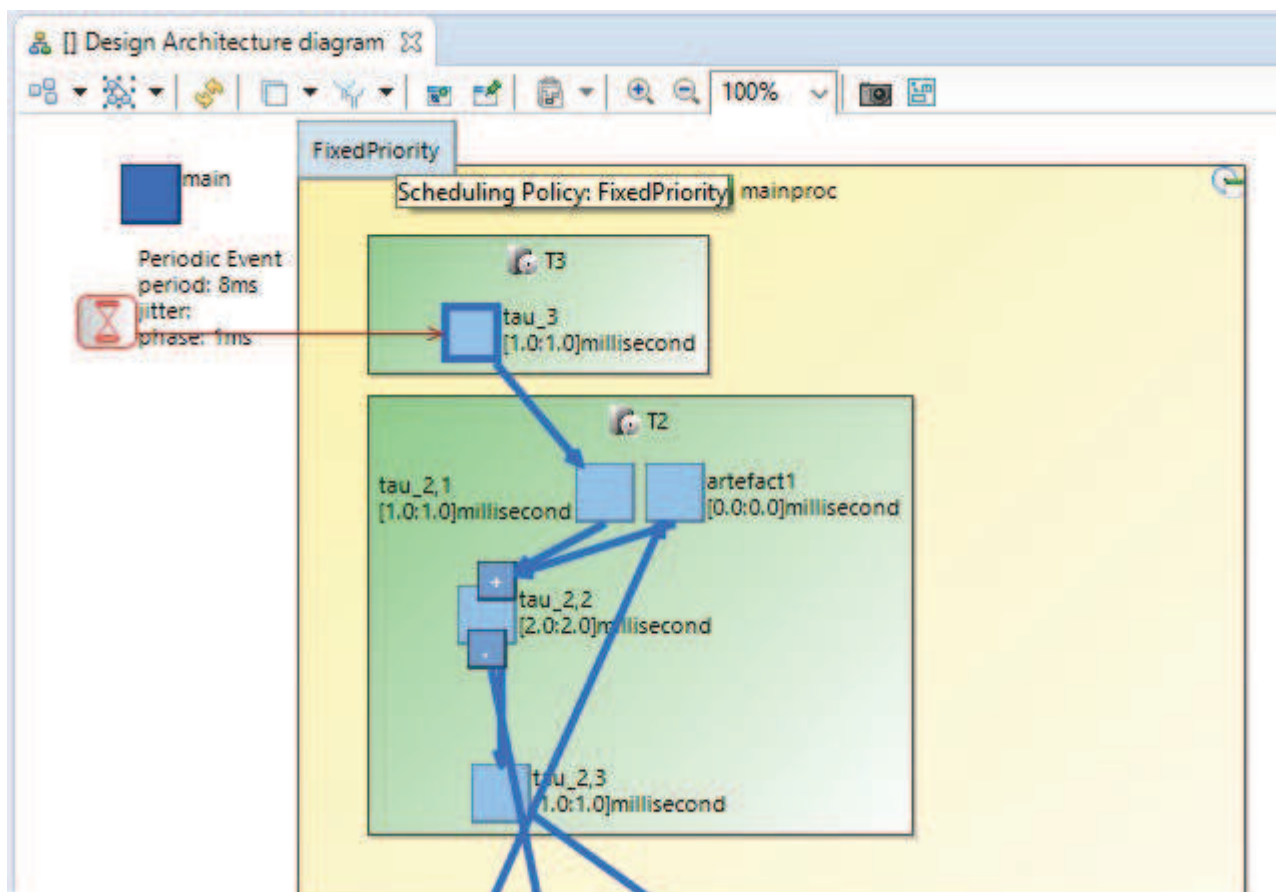 [] Design Architecture diagram
100%
FixedPriority
main
Scheduling Policy: FixedPriority
mainproc
Periodic Event
period: 8ms
jitter:
phase: 1ms
T3
tau_3
[1.0:1.0]millisecond
T2
tau_2,1
[1.0:1.0]millisecond
artefact1
[0.0:0.0]millisecond
+
tau_2,2
[2.0:2.0]millisecond
tau_2,3
[1.0:1.0]millisecond